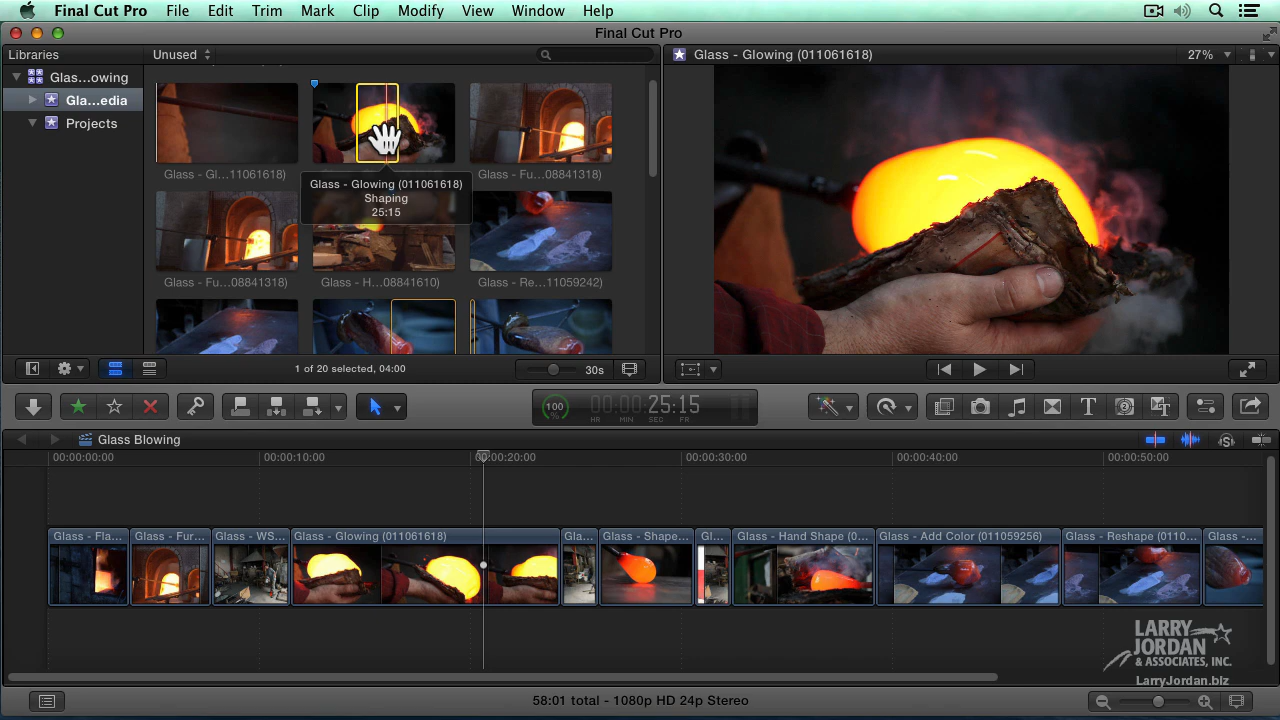 Final Cut Pro File Edit Trim Mark Clip Modify View Window Help
Final Cut Pro
Libraries
Unused
Glass - Glowing (011061618)
27%
Glas...owing
Gla...edia
Projects
Glass - Gl...11061618)
Glass - Fu...08841318)
Glass - Glowing (011061618)
Shaping
25:15
Glass - Fu...08841318)
Glass - H...08841610)
Glass - Re...11059242)
1 of 20 selected, 04:00
30s
100
%
00:00:25:15
HR MIN SEC FR
T
Glass Blowing
S
00:00:00:00
00:00:10:00
00:00:20:00
00:00:30:00
00:00:40:00
00:00:50:00
Glass - Fla...
Glass - Fur...
Glass - WS...
Glass - Glowing (011061618)
Gla...
Glass - Shape...
Gl...
Glass - Hand Shape (0...
Glass - Add Color (011059256)
Glass - Reshape (0110...
Glass -...
LARRY
JORDAN
& ASSOCIATES, INC.
LarryJordan.biz
58:01 total - 1080p HD 24p Stereo